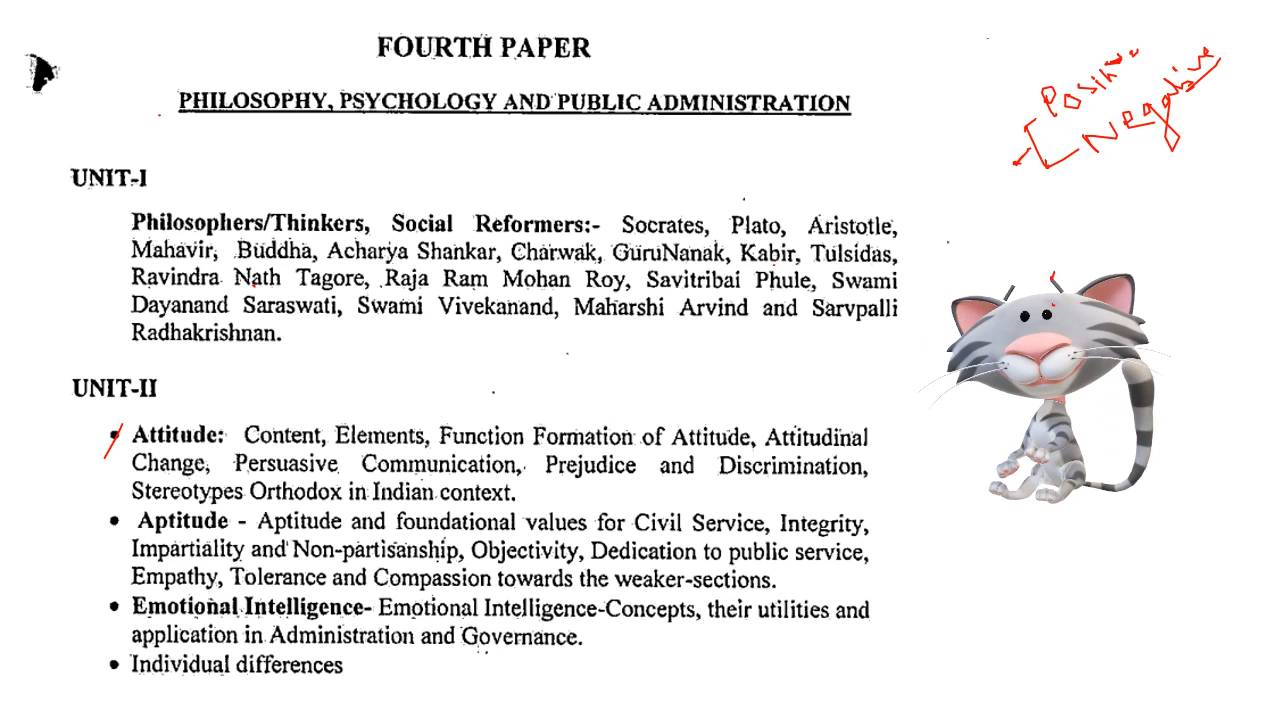 FOURTH PAPER
PHILOSOPHY, PSYCHOLOGY AND PUBLIC ADMINISTRATION
Positive
Negative
UNIT-I
Philosophers/Thinkers, Social Reformers:- Socrates, Plato, Aristotle,
Mahavir, Buddha, Acharya Shankar, Charwak, GuruNanak, Kabir, Tulsidas,
Ravindra Nath Tagore, Raja Ram Mohan Roy, Savitribai Phule, Swami
Dayanand Saraswati, Swami Vivekanand, Maharshi Arvind and Sarvpalli
Radhakrishnan.
UNIT-II
• Attitude: Content, Elements, Function Formation of Attitude, Attitudinal
Change, Persuasive Communication, Prejudice and Discrimination,
Stereotypes Orthodox in Indian context.
• Aptitude - Aptitude and foundational values for Civil Service, Integrity,
Impartiality and Non-partisanship, Objectivity, Dedication to public service,
Empathy, Tolerance and Compassion towards the weaker-sections.
• Emotional Intelligence- Emotional Intelligence-Concepts, their utilities and
application in Administration and Governance.
• Individual differences